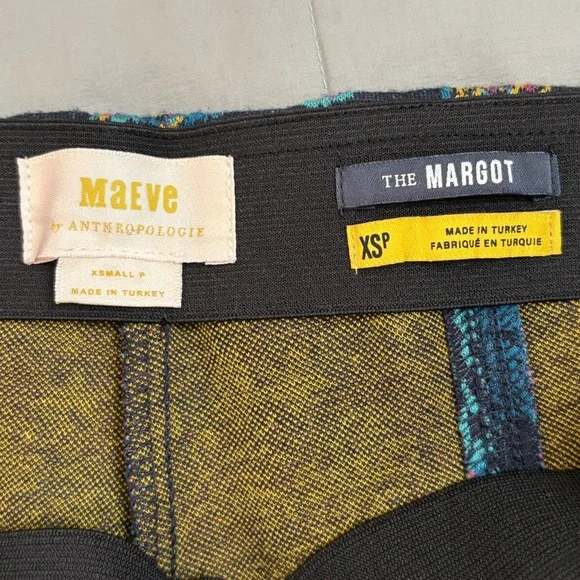 MAEVE
BY ANTHROPOLOGIE
XSMALL P
MADE IN TURKEY
THE MARGOT
XSP
MADE IN TURKEY
FABRIQUÉ EN TURQUIE